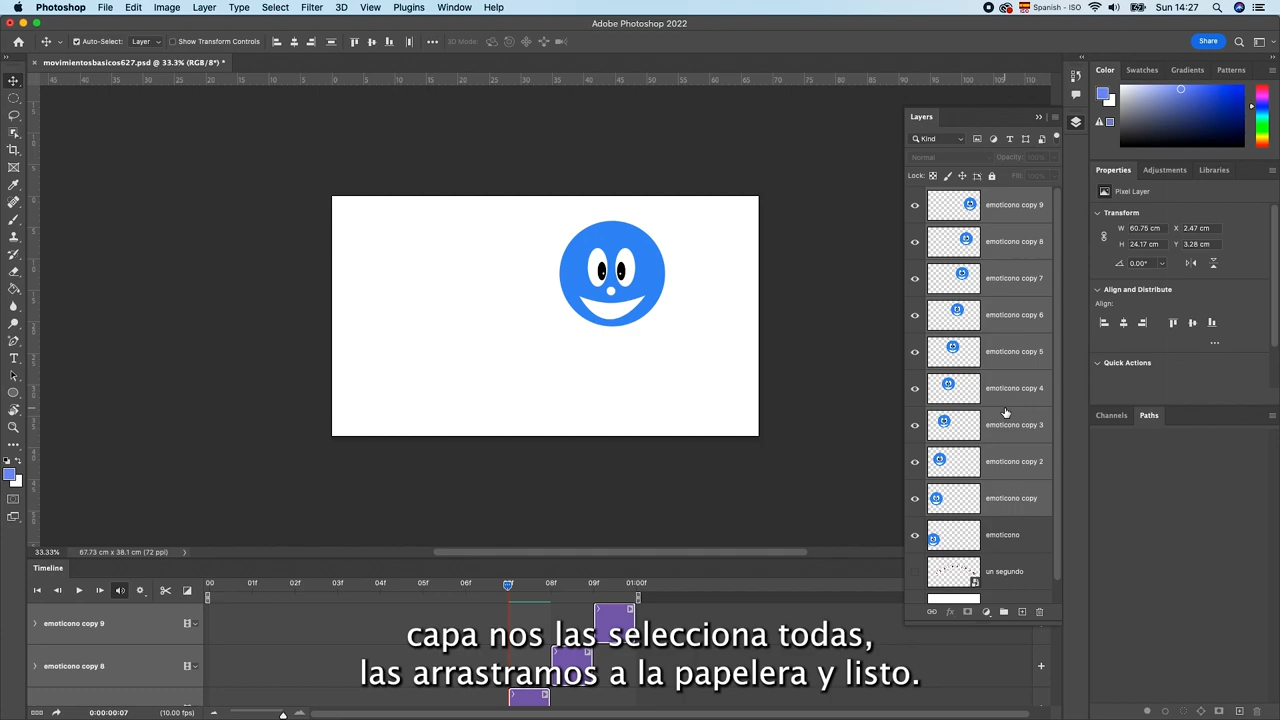 Photoshop File Edit Image Layer Type Select Filter 3D View Plugins Window Help Spanish - ISO Sun 14:27
Adobe Photoshop 2022
Auto-Select: Layer Show Transform Controls 3D Mode: Share
movimientosbasicos627.psd @ 33.3% (RGB/8*) *
Color Swatches Gradients Patterns
Layers
Kind
Normal Opacity: 100%
Lock: Fill: 100%
emoticono copy 9
emoticono copy 8
emoticono copy 7
emoticono copy 6
emoticono copy 5
emoticono copy 4
emoticono copy 3
emoticono copy 2
emoticono copy
emoticono
un segundo
Properties Adjustments Libraries
Pixel Layer
Transform
W 60.75 cm X 2.47 cm
H 24.17 cm Y 3.28 cm
0.00°
Align and Distribute
Align:
Quick Actions
Channels Paths
33.33% 67.73 cm x 38.1 cm (72 ppi)
Timeline
00 01f 02f 03f 04f 05f 06f 08f 09f 01:00f
emoticono copy 9
emoticono copy 8
0:00:00:07 (10.00 fps)
capa nos las selecciona todas,
las arrastramos a la papelera y listo.